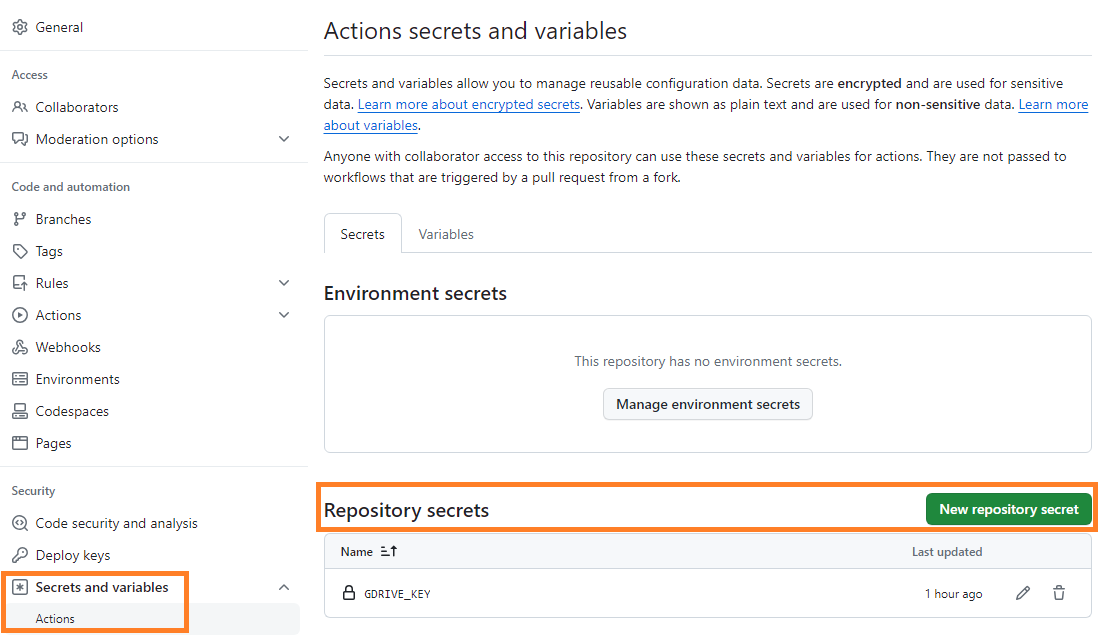 General
Access
Collaborators
Moderation options
Code and automation
Branches
Tags
Rules
Actions
Webhooks
Environments
Codespaces
Pages
Security
Code security and analysis
Deploy keys
Secrets and variables
Actions
Actions secrets and variables
Secrets and variables allow you to manage reusable configuration data. Secrets are encrypted and are used for sensitive
data. Learn more about encrypted secrets. Variables are shown as plain text and are used for non-sensitive data. Learn more
about variables.
Anyone with collaborator access to this repository can use these secrets and variables for actions. They are not passed to
workflows that are triggered by a pull request from a fork.
Secrets Variables
Environment secrets
This repository has no environment secrets.
Manage environment secrets
Repository secrets New repository secret
Name Last updated
GDRIVE_KEY 1 hour ago